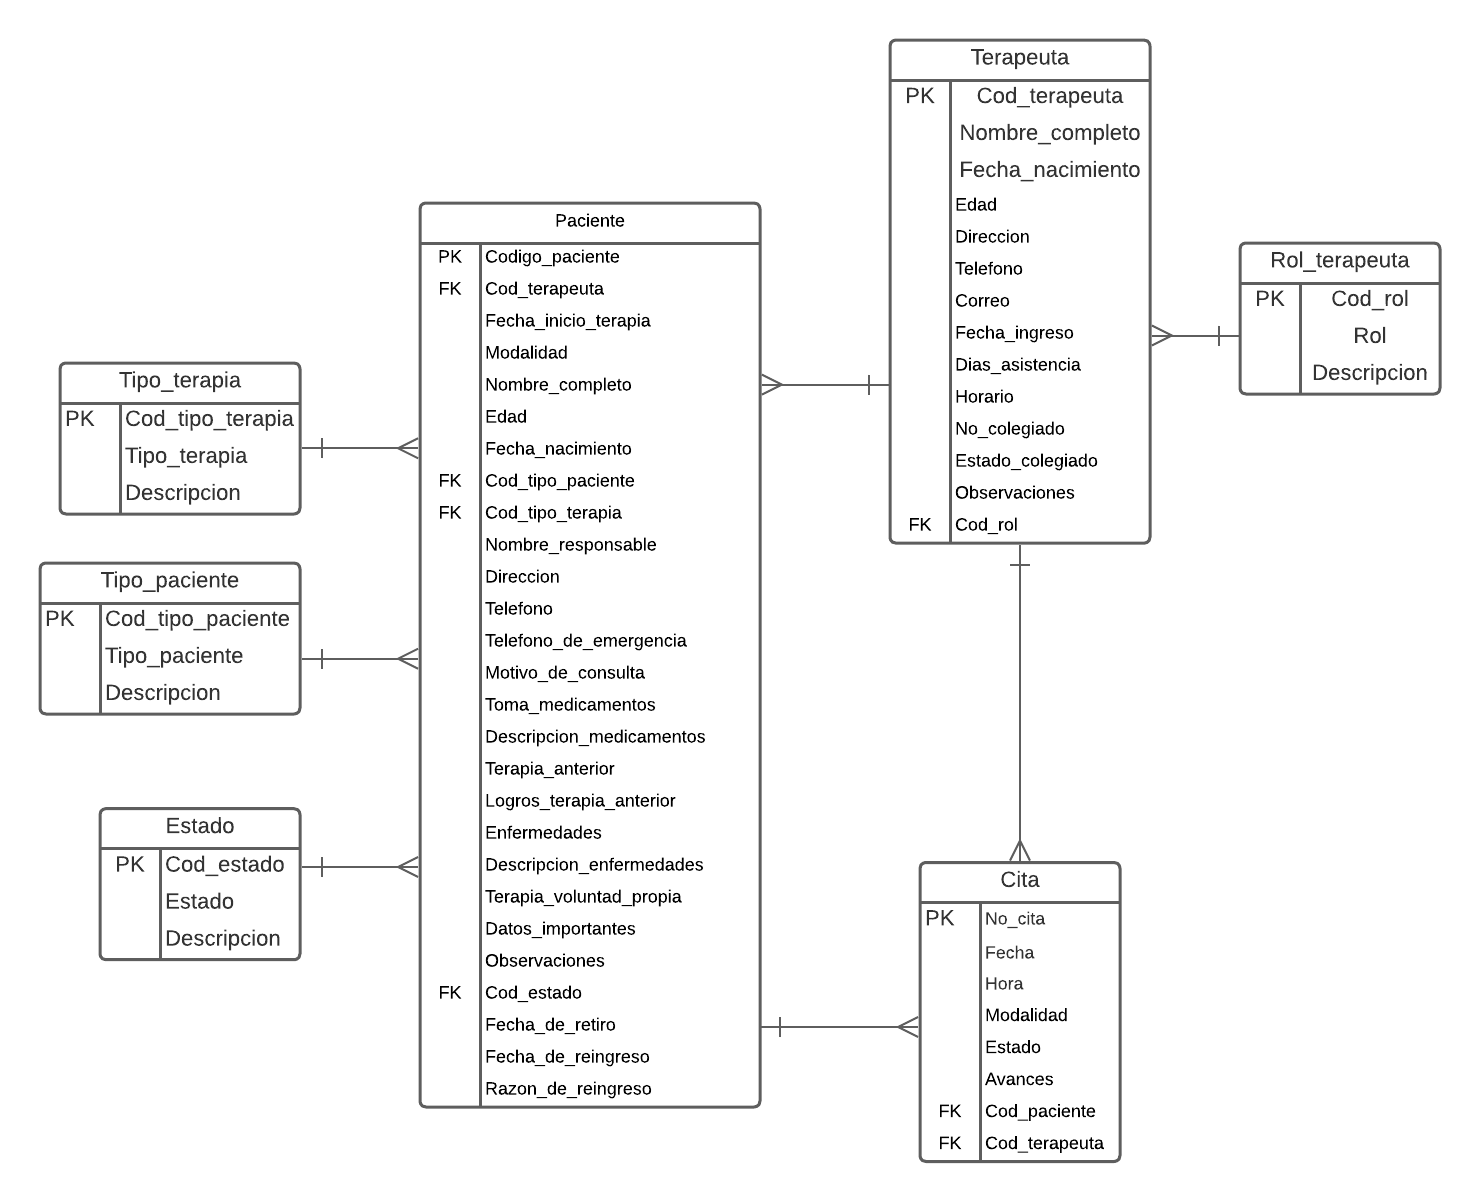 Terapeuta
PK Cod_terapeuta
Nombre_completo
Fecha_nacimiento
Edad
Direccion
Telefono
Correo
Fecha_ingreso
Dias_asistencia
Horario
No_colegiado
Estado_colegiado
Observaciones
FK Cod_rol
Rol_terapeuta
PK Cod_rol
Rol
Descripcion
Paciente
PK Codigo_paciente
FK Cod_terapeuta
Fecha_inicio_terapia
Modalidad
Nombre_completo
Edad
Fecha_nacimiento
FK Cod_tipo_paciente
FK Cod_tipo_terapia
Nombre_responsable
Direccion
Telefono
Telefono_de_emergencia
Motivo_de_consulta
Toma_medicamentos
Descripcion_medicamentos
Terapia_anterior
Logros_terapia_anterior
Enfermedades
Descripcion_enfermedades
Terapia_voluntad_propia
Datos_importantes
Observaciones
FK Cod_estado
Fecha_de_retiro
Fecha_de_reingreso
Razon_de_reingreso
Tipo_terapia
PK Cod_tipo_terapia
Tipo_terapia
Descripcion
Tipo_paciente
PK Cod_tipo_paciente
Tipo_paciente
Descripcion
Estado
PK Cod_estado
Estado
Descripcion
Cita
PK No_cita
Fecha
Hora
Modalidad
Estado
Avances
FK Cod_paciente
FK Cod_terapeuta